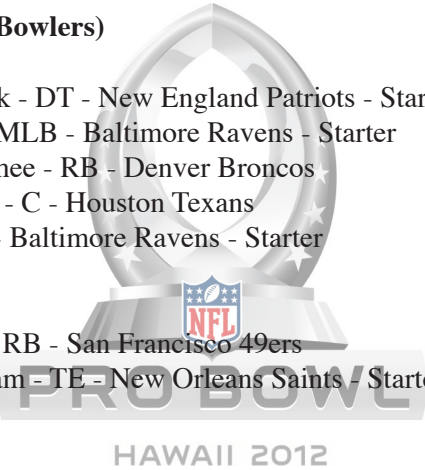 Bowlers)
k - DT - New England Patriots - Star
MLB - Baltimore Ravens - Starter
hee - RB - Denver Broncos
- C - Houston Texans
- Baltimore Ravens - Starter
NFL
RB - San Francisco 49ers
am - TE - New Orleans Saints - Starte
PRO BOWL
HAWAII 2012